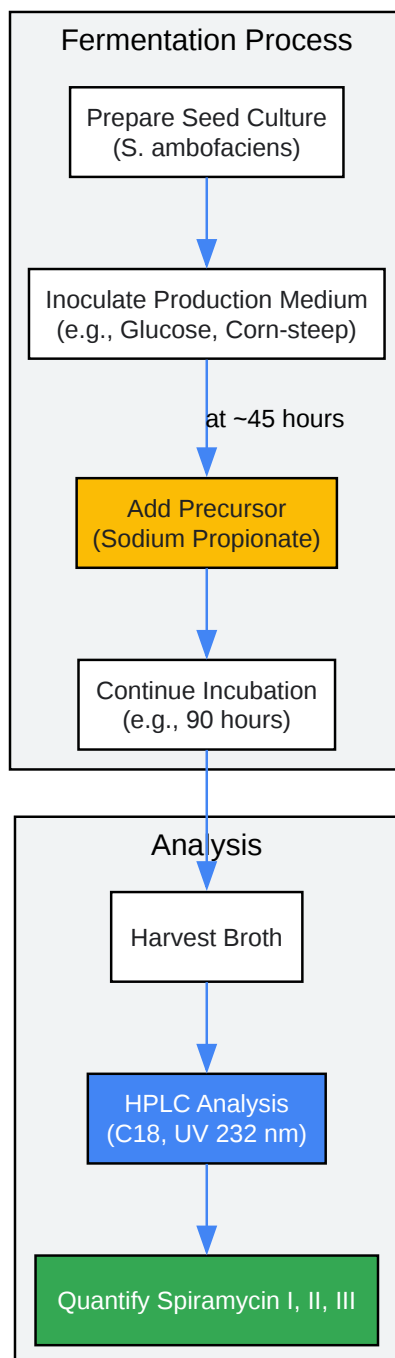 Fermentation Process
Prepare Seed Culture
(S. ambofaciens)
Inoculate Production Medium
(e.g., Glucose, Corn-steep)
at ~45 hours
Add Precursor
(Sodium Propionate)
Continue Incubation
(e.g., 90 hours)
Analysis
Harvest Broth
HPLC Analysis
(C18, UV 232 nm)
Quantify Spiramycin I, II, III